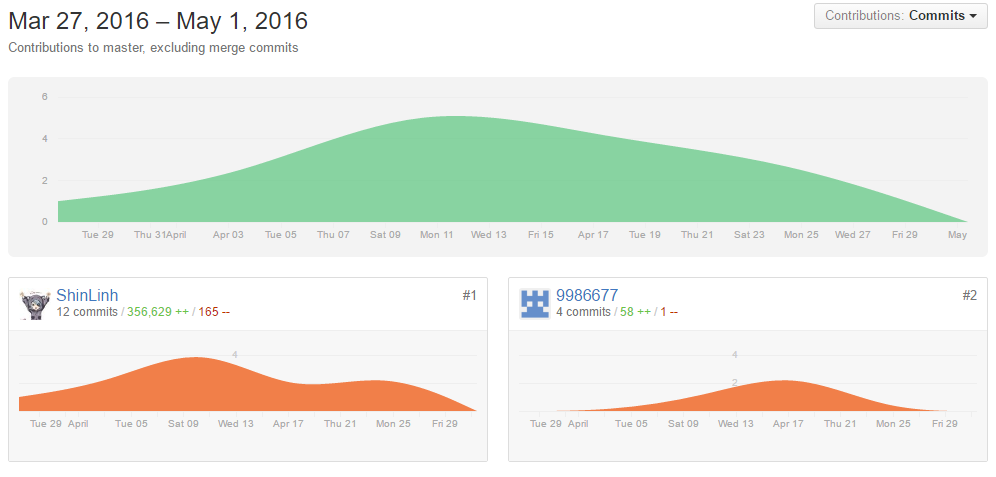 Mar 27, 2016 – May 1, 2016
Contributions: Commits
Contributions to master, excluding merge commits
6
4
2
0
Tue 29 Thu 31April Apr 03 Tue 05 Thu 07 Sat 09 Mon 11 Wed 13 Fri 15 Apr 17 Tue 19 Thu 21 Sat 23 Mon 25 Wed 27 Fri 29 May
ShinLinh #1
12 commits / 356,629 ++ / 165 --
4
Tue 29 April Tue 05 Sat 09 Wed 13 Apr 17 Thu 21 Mon 25 Fri 29
9986677 #2
4 commits / 58 ++ / 1 --
4
2
Tue 29 April Tue 05 Sat 09 Wed 13 Apr 17 Thu 21 Mon 25 Fri 29